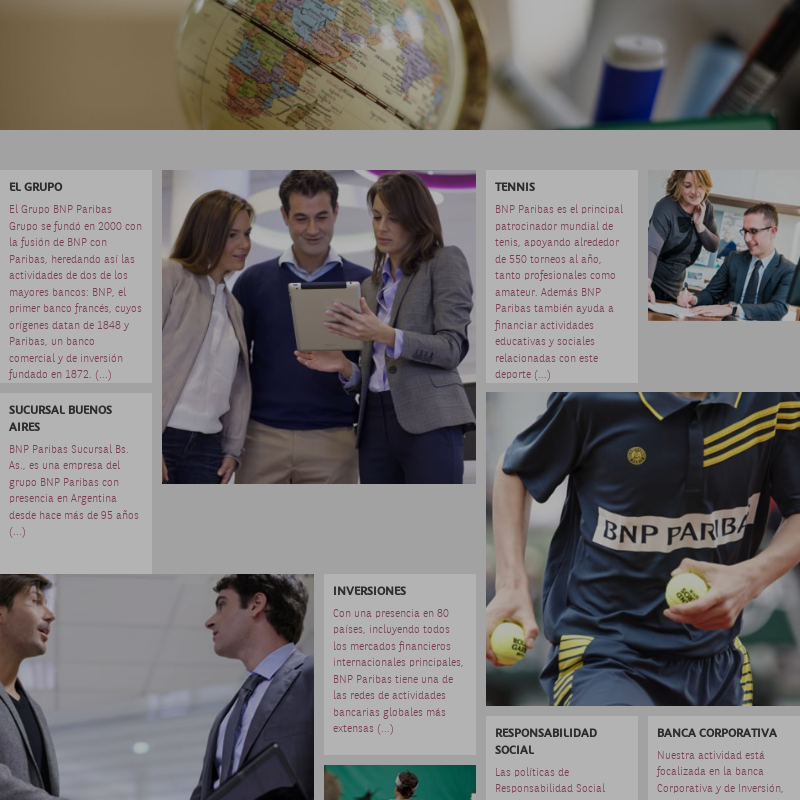 EL GRUPO
El Grupo BNP Paribas
Grupo se fundó en 2000 con
la fusión de BNP con
Paribas, heredando así las
actividades de dos de los
mayores bancos: BNP, el
primer banco francés, cuyos
orígenes datan de 1848 y
Paribas, un banco
comercial y de inversión
fundado en 1872. (...)
TENNIS
BNP Paribas es el principal
patrocinador mundial de
tenis, apoyando alrededor
de 550 torneos al año,
tanto profesionales como
amateur. Además BNP
Paribas también ayuda a
financiar actividades
educativas y sociales
relacionadas con este
deporte (...)
SUCURSAL BUENOS
AIRES
BNP Paribas Sucursal Bs.
As., es una empresa del
grupo BNP Paribas con
presencia en Argentina
desde hace más de 95 años
(...)
BNP PARIBA
INVERSIONES
Con una presencia en 80
países, incluyendo todos
los mercados financieros
internacionales principales,
BNP Paribas tiene una de
las redes de actividades
bancarias globales más
extensas (...)
RESPONSABILIDAD
SOCIAL
Las políticas de
Responsabilidad Social
BANCA CORPORATIVA
Nuestra actividad está
focalizada en la banca
Corporativa y de Inversión,